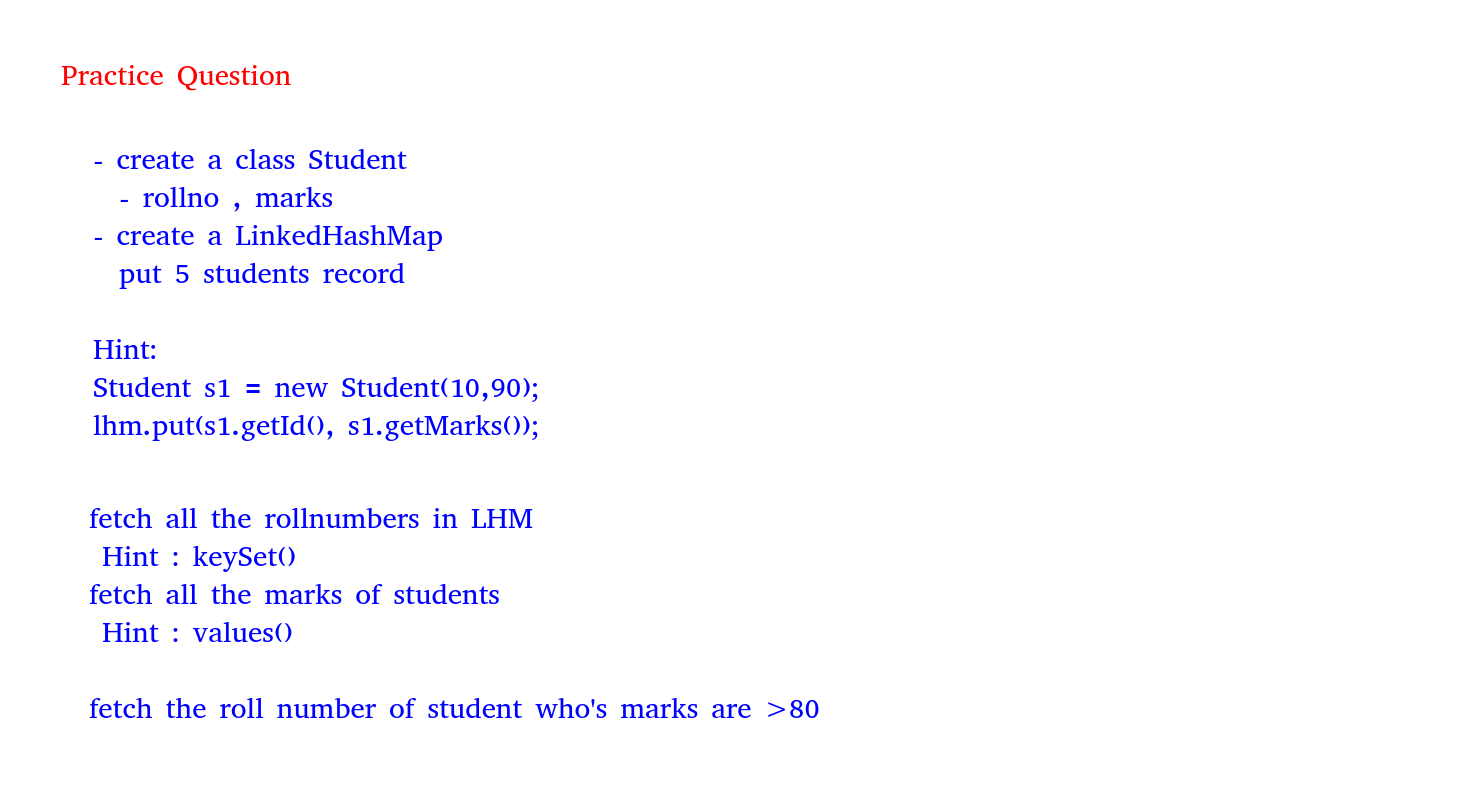 Practice Question
- create a class Student
- rollno , marks
- create a LinkedHashMap
put 5 students record
Hint:
Student s1 = new Student(10,90);
lhm.put(s1.getId(), s1.getMarks());
fetch all the rollnumbers in LHM
Hint : keySet()
fetch all the marks of students
Hint : values()
fetch the roll number of student who's marks are >80